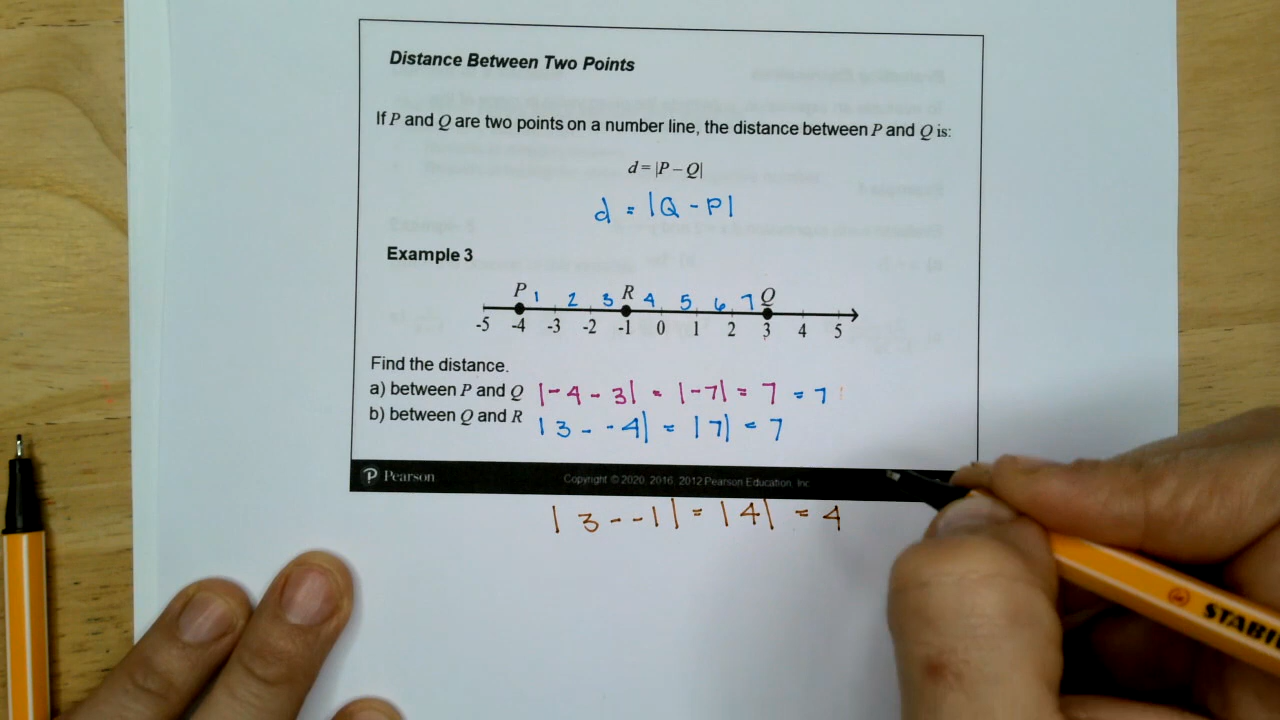 Distance Between Two Points
If P and Q are two points on a number line, the distance between P and Q is:
d = |P – Q|
d = |Q - P|
Example 3
P 1 2 3 R 4 5 6 7 Q
-5 -4 -3 -2 -1 0 1 2 3 4 5
Find the distance.
a) between P and Q |-4 - 3| = |-7| = 7 = 7
b) between Q and R |3 - -4| = |7| = 7
P Pearson Copyright © 2020, 2016, 2012 Pearson Education, Inc
|3 - -1| = |4| = 4